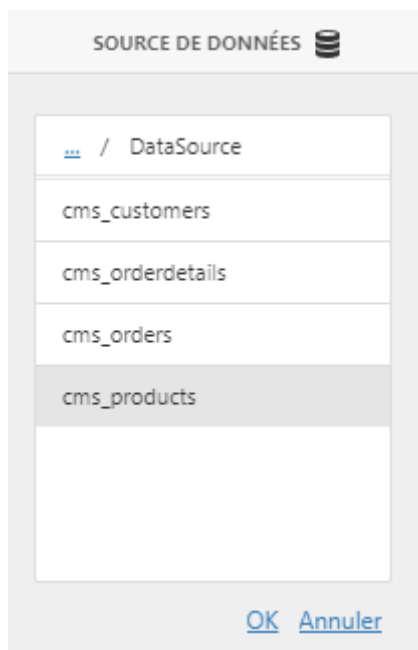 SOURCE DE DONNÉES
... / DataSource
cms_customers
cms_orderdetails
cms_orders
cms_products
OK Annuler